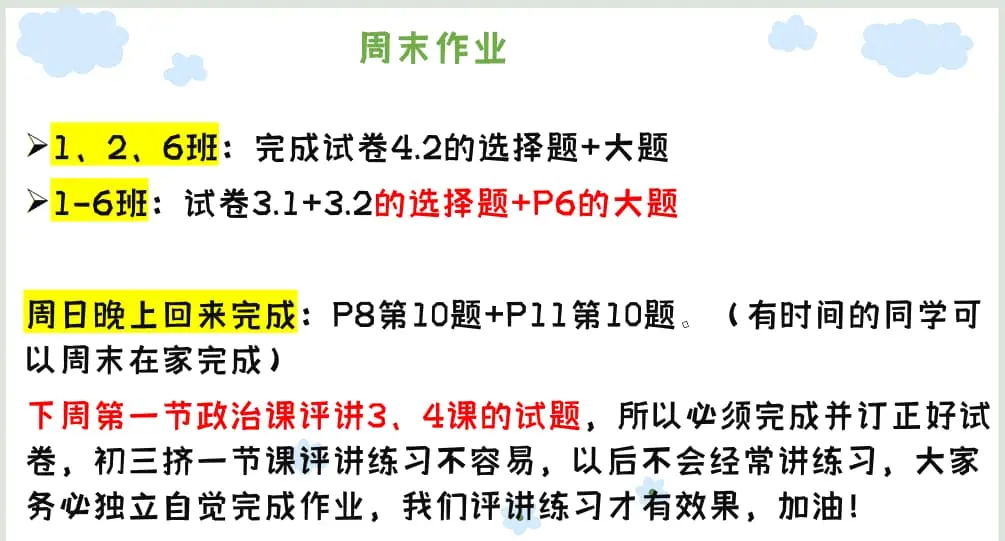 周末作业
➢1、2、6班：完成试卷4.2的选择题+大题
➢1-6班：试卷3.1+3.2的选择题+P6的大题
周日晚上回来完成：P8第10题+P11第10题。（有时间的同学可
以周末在家完成）
下周第一节政治课评讲3、4课的试题，所以必须完成并订正好试
卷，初三挤一节课评讲练习不容易，以后不会经常讲练习，大家
务必独立自觉完成作业，我们评讲练习才有效果，加油！